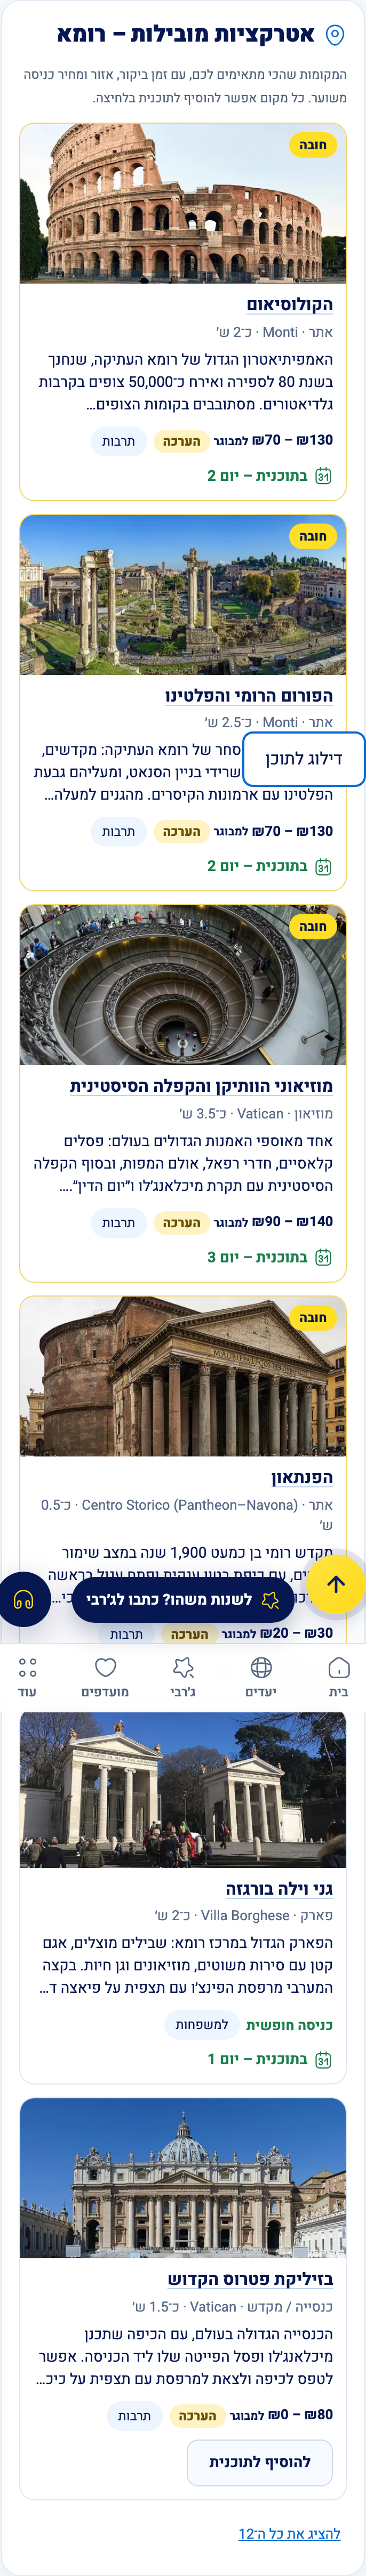 אטרקציות מובילות – רומא
המקומות שהכי מתאימים לכם, עם זמן ביקור, אזור ומחיר כניסה
משוער. כל מקום אפשר להוסיף לתוכנית בלחיצה.
חובה
הקולוסיאום
אתר · Monti · כ־2 ש׳
האמפיתיאטרון הגדול של רומא העתיקה, שנחנך
בשנת 80 לספירה ואירח כ־50,000 צופים בקרבות
גלדיאטורים. מסתובבים בקומות הצופים...
₪70 – ₪130 למבוגר הערכה תרבות
בתוכנית – יום 2
חובה
הפורום הרומי והפלטינו
אתר · Monti · כ־2.5 ש׳
דילוג לתוכן
סחר של רומא העתיקה: מקדשים,
שרידי בניין הסנאט, ומעליהם גבעת
הפלטינו עם ארמונות הקיסרים. מהגנים למעלה...
₪70 – ₪130 למבוגר הערכה תרבות
בתוכנית – יום 2
חובה
מוזיאוני הוותיקן והקפלה הסיסטינית
מוזיאון · Vatican · כ־3.5 ש׳
אחד מאוספי האמנות הגדולים בעולם: פסלים
קלאסיים, חדרי רפאל, אולם המפות, ובסוף הקפלה
הסיסטינית עם תקרת מיכלאנג׳לו ו״יום הדין״....
₪90 – ₪140 למבוגר הערכה תרבות
בתוכנית – יום 3
חובה
הפנתאון
אתר · Centro Storico (Pantheon–Navona) · כ־0.5
ש׳
מקדש רומי בן כמעט 1,900 שנה במצב שימור
לשנות משהו? כתבו לג׳רבי
₪20 – ₪30 למבוגר הערכה תרבות
בית
יעדים
ג׳רבי
מועדפים
עוד
גני וילה בורגזה
פארק · Villa Borghese · כ־2 ש׳
הפארק הגדול במרכז רומא: שבילים מוצלים, אגם
קטן עם סירות משוטים, מוזיאונים וגן חיות. בקצה
המערבי מרפסת הפינצ׳ו עם תצפית על פיאצה ד...
כניסה חופשית למשפחות
בתוכנית – יום 1
בזיליקת פטרוס הקדוש
כנסייה / מקדש · Vatican · כ־1.5 ש׳
הכנסייה הגדולה בעולם, עם הכיפה שתכנן
מיכלאנג׳לו ופסל הפייטה שלו ליד הכניסה. אפשר
לטפס לכיפה ולצאת למרפסת עם תצפית על כיכ...
₪0 – ₪80 למבוגר הערכה תרבות
להוסיף לתוכנית
להציג את כל ה־12